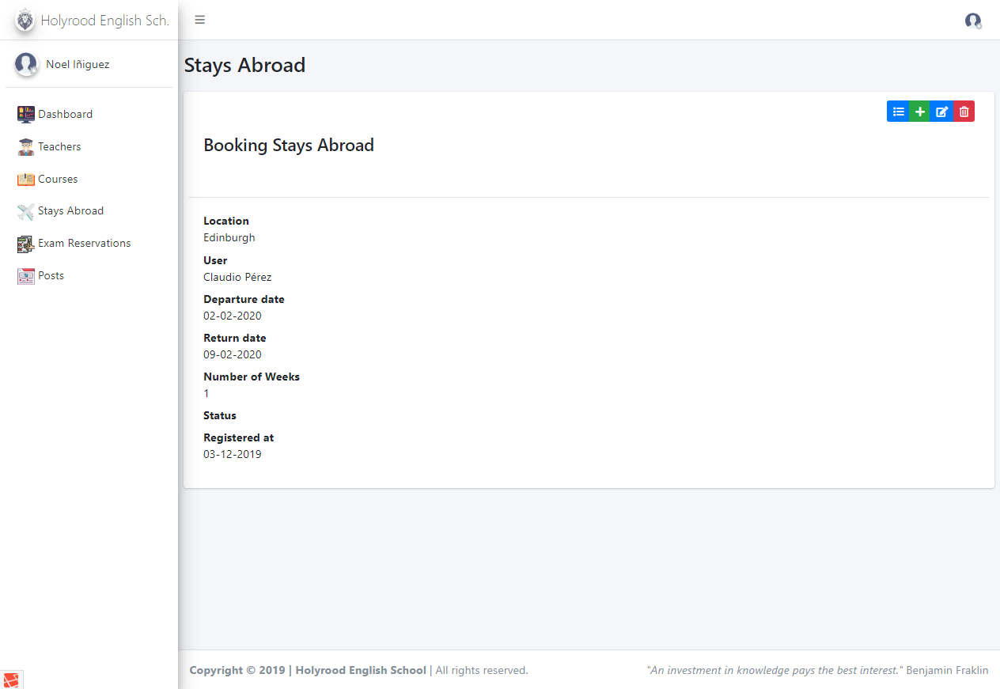 Holyrood English Sch.
Noel Iñiguez
Dashboard
Teachers
Courses
Stays Abroad
Exam Reservations
Posts
Stays Abroad
Booking Stays Abroad
Location
Edinburgh
User
Claudio Pérez
Departure date
02-02-2020
Return date
09-02-2020
Number of Weeks
1
Status
Registered at
03-12-2019
Copyright © 2019 | Holyrood English School | All rights reserved.
"An investment in knowledge pays the best interest." Benjamin Fraklin